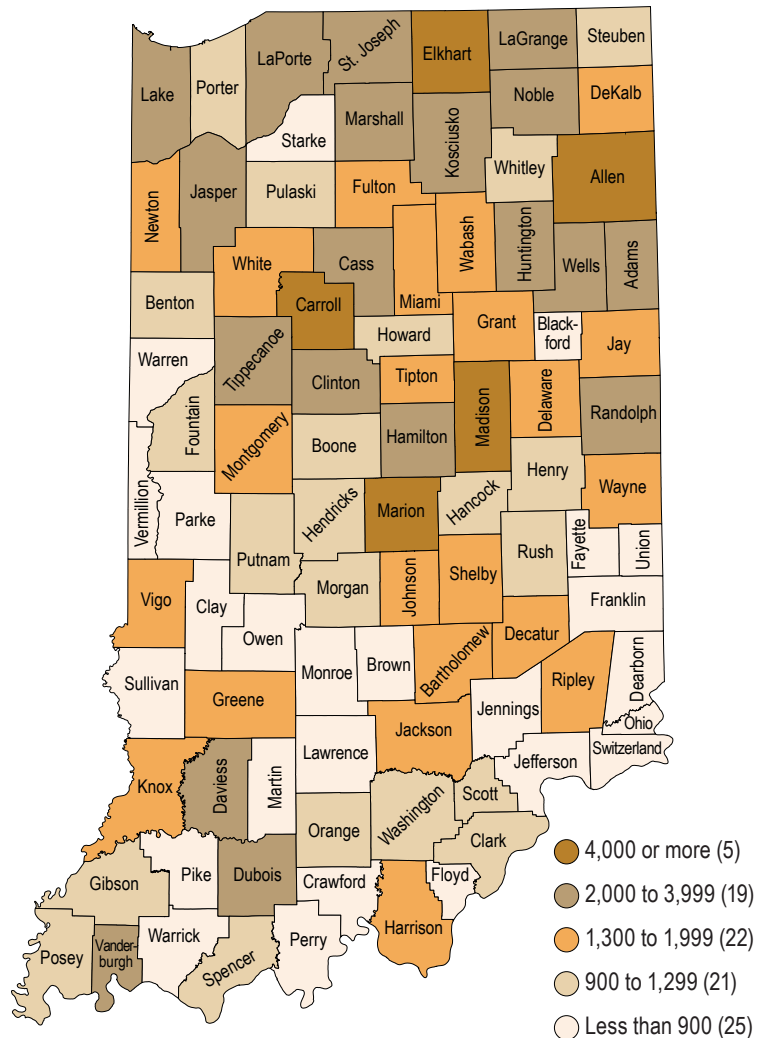 St. Joseph
Elkhart
LaGrange
Steuben
LaPorte
Lake
Porter
Noble
DeKalb
Marshall
Kosciusko
Starke
Whitley
Allen
Newton
Jasper
Pulaski
Fulton
Wabash
Huntington
Wells
Adams
White
Cass
Miami
Benton
Carroll
Grant
Black-
ford
Jay
Howard
Warren
Tippecanoe
Clinton
Tipton
Madison
Delaware
Randolph
Fountain
Montgomery
Boone
Hamilton
Henry
Wayne
Vermillion
Parke
Hendricks
Marion
Hancock
Fayette
Union
Putnam
Rush
Morgan
Johnson
Shelby
Vigo
Clay
Franklin
Owen
Decatur
Monroe
Brown
Bartholomew
Dearborn
Sullivan
Ripley
Greene
Jennings
Ohio
Jackson
Switzerland
Lawrence
Jefferson
Knox
Daviess
Martin
Scott
Orange
Washington
Clark
Gibson
Pike
Dubois
Crawford
Floyd
Harrison
Posey
Vander-
burgh
Warrick
Spencer
Perry
4,000 or more (5)
2,000 to 3,999 (19)
1,300 to 1,999 (22)
900 to 1,299 (21)
Less than 900 (25)